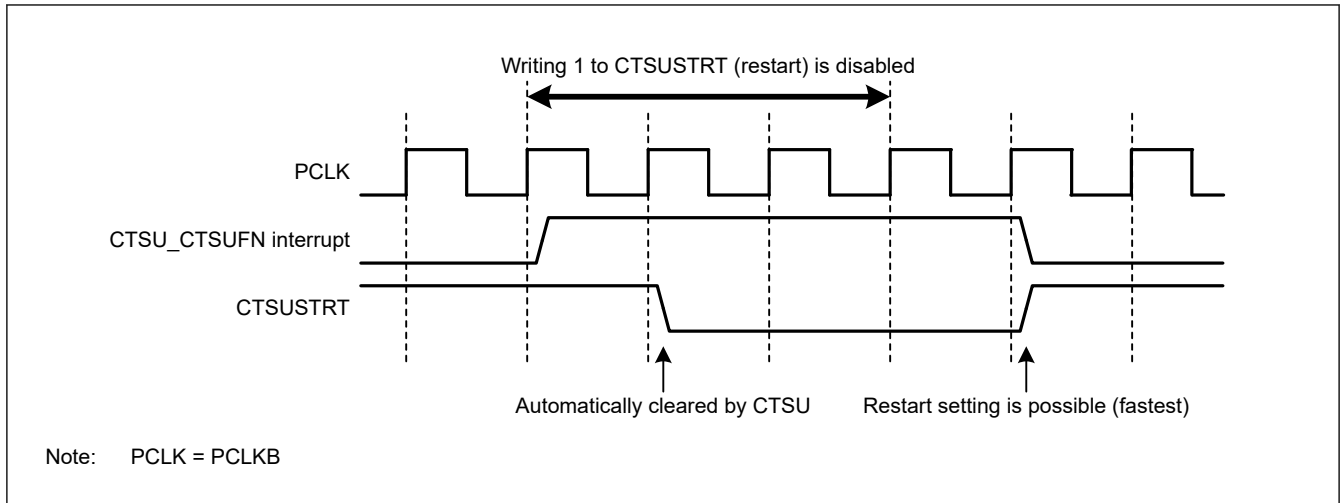 Writing 1 to CTSUSTRT (restart) is disabled
PCLK
CTSU_CTSUFN interrupt
CTSUSTRT
Automatically cleared by CTSU
Restart setting is possible (fastest)
Note: PCLK = PCLKB